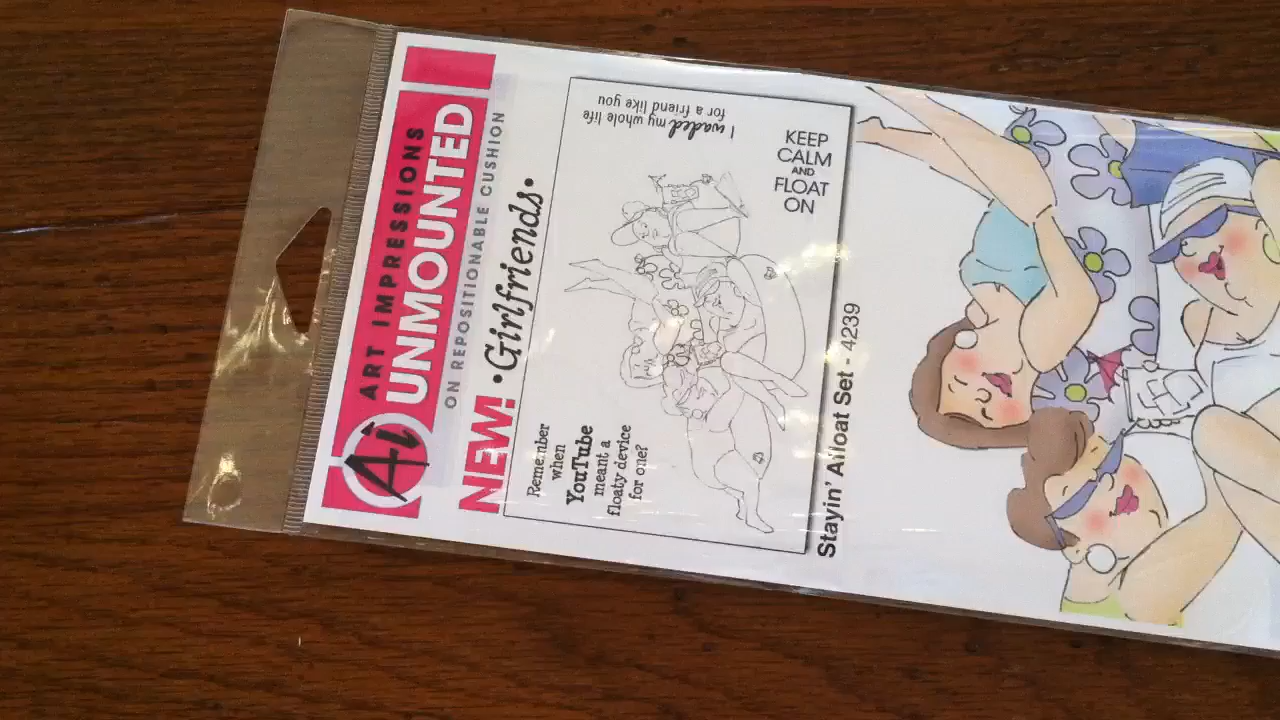 Ai
ART IMPRESSIONS
UNMOUNTED
ON REPOSITIONABLE CUSHION
NEW! •Girlfriends•
Remember
when
YouTube
meant a
floaty device
for one?
I waded my whole life
for a friend like you
KEEP
CALM
AND
FLOAT
ON
Stayin' Afloat Set - 4239